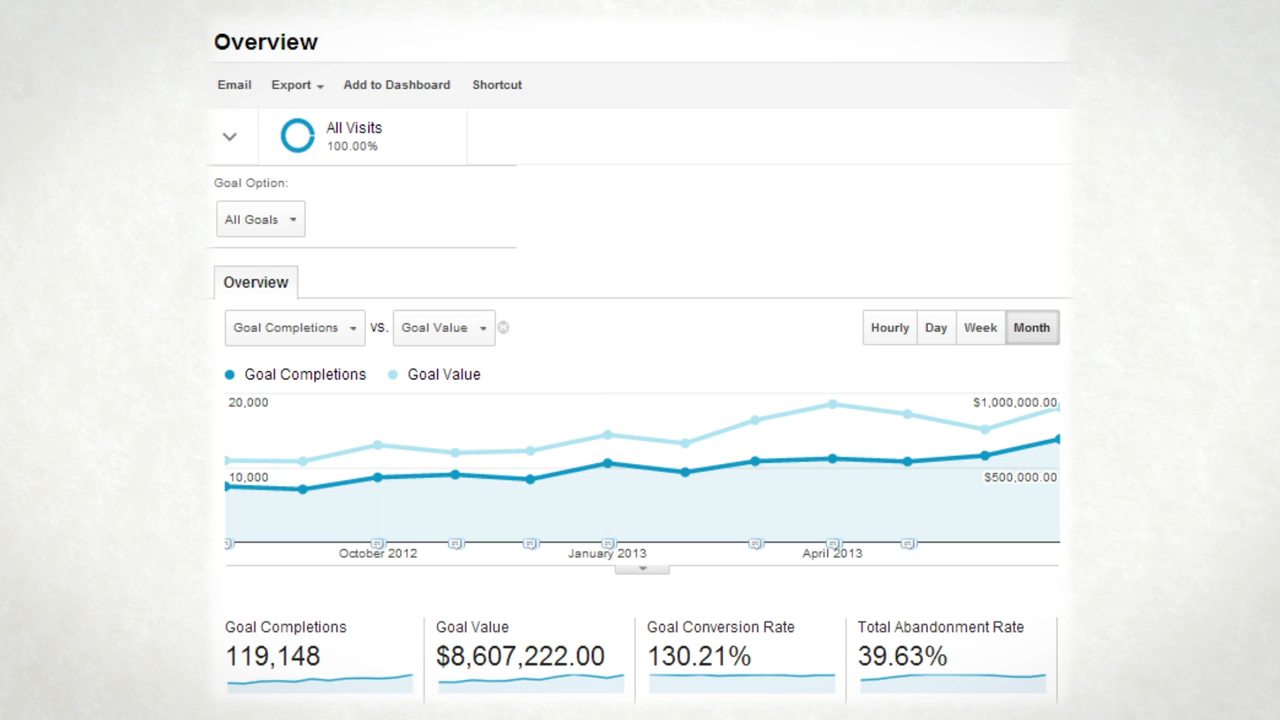 Overview
Email Export Add to Dashboard Shortcut
All Visits
100.00%
Goal Option:
All Goals
Overview
Goal Completions VS. Goal Value Hourly Day Week Month
Goal Completions Goal Value
20,000 $1,000,000.00
10,000 $500,000.00
October 2012 January 2013 April 2013
Goal Completions Goal Value Goal Conversion Rate Total Abandonment Rate
119,148 $8,607,222.00 130.21% 39.63%